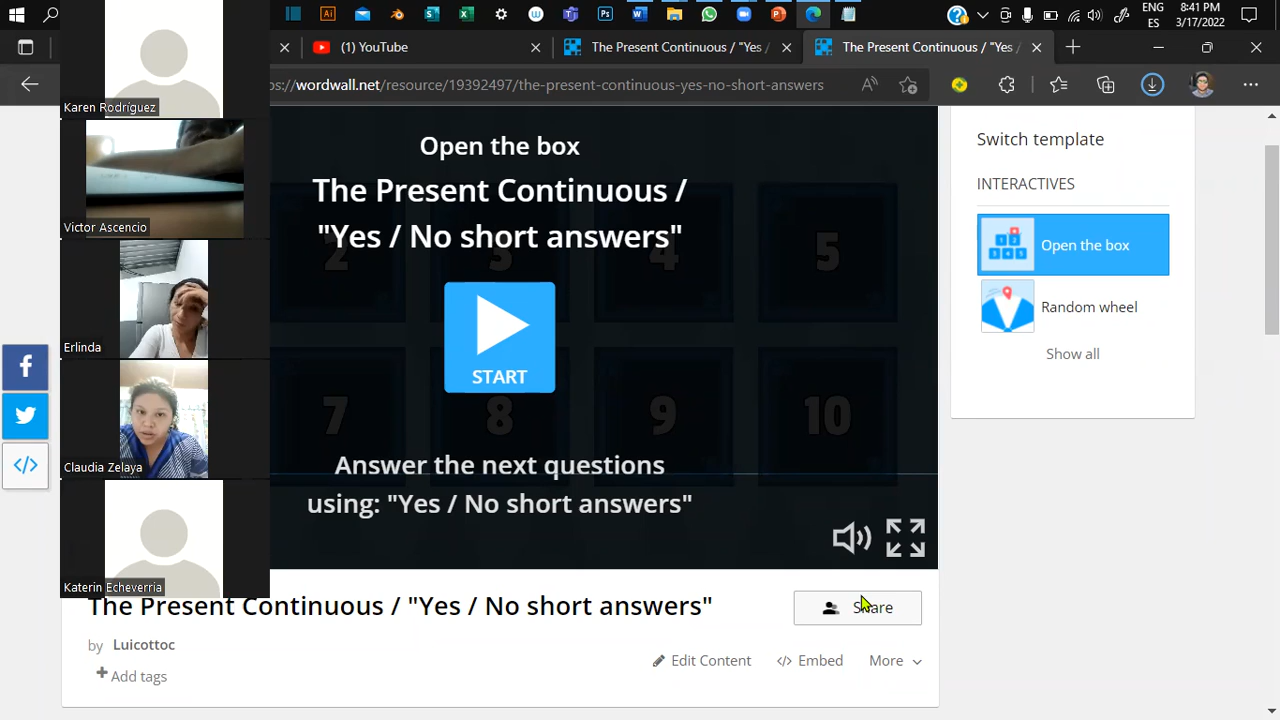 8:41 PM
ENG
ES
3/17/2022
(1) YouTube
The Present Continuous / "Yes /
The Present Continuous / "Yes /
s://wordwall.net/resource/19392497/the-present-continuous-yes-no-short-answers
Karen Rodríguez
Victor Ascencio
Erlinda
Claudia Zelaya
Katerin Echeverria
Open the box
The Present Continuous /
"Yes / No short answers"
2
3
4
5
START
7
8
9
10
Answer the next questions
using: "Yes / No short answers"
Switch template
INTERACTIVES
Open the box
Random wheel
Show all
The Present Continuous / "Yes / No short answers"
Share
by Luicottoc
Edit Content
</> Embed
More
Add tags